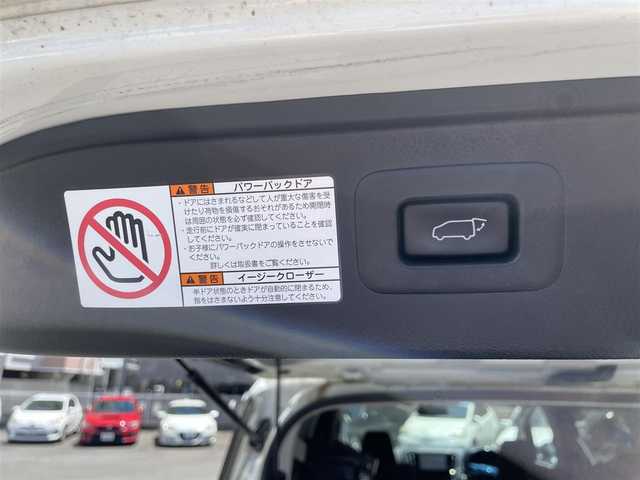 警告 パワーバックドア
・ドアにはさまれるなどして人が重大な傷害を受
けたり荷物を損傷するおそれがあるため開閉時
は周囲の状態を必ず確認してください。
・走行前にドアが確実に閉まっていることを確認
してください。
・お子様にパワーバックドアの操作をさせないで
ください。
詳しくは取扱書をご覧ください。
警告 イージークローザー
半ドア状態のときドアが自動的に閉まるため、
指をはさまないよう十分注意してください。